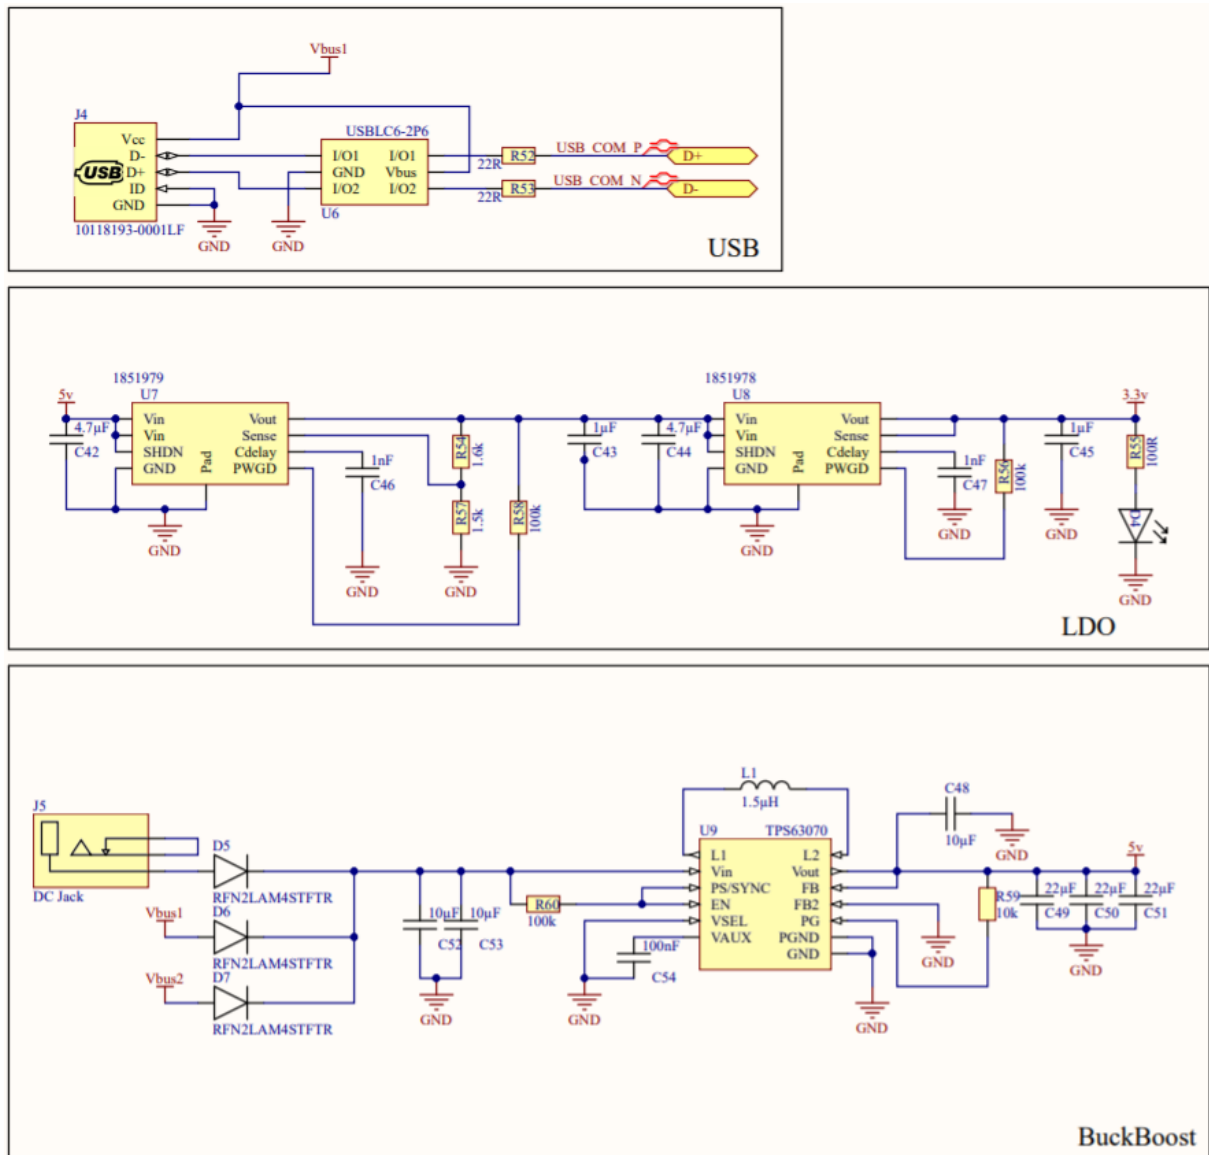 Vbus1
J4
USBLC6-2P6
Vcc
D-
D+
ID
GND
USB
10118193-0001LF
GND
I/O1 I/O1
GND Vbus
I/O2 I/O2
U6
GND
22R R52 USB_COM_P D+
22R R53 USB_COM_N D-
USB
1851979
U7
5v
4.7µF
C42
Vin Vout
Vin Sense
SHDN Cdelay
GND PWGD
Pad
GND
1nF
C46
GND
R54
1.6k
R57
1.5k
GND
R58
100k
1µF
C43
4.7µF
C44
1851978
U8
Vin Vout
Vin Sense
SHDN Cdelay
GND PWGD
Pad
GND
1nF
C47
GND
R56
100k
1µF
C45
GND
3.3v
R55
100R
D4
GND
LDO
J5
DC Jack
D5
RFN2LAM4STFTR
Vbus1
D6
RFN2LAM4STFTR
Vbus2
D7
RFN2LAM4STFTR
10µF
C52
10µF
C53
GND
R60
100k
GND
100nF
C54
L1
1.5µH
U9 TPS63070
L1 L2
Vin Vout
PS/SYNC FB
EN FB2
VSEL PG
VAUX PGND
GND
GND
GND
C48
10µF
GND
R59
10k
22µF
C49
22µF
C50
22µF
C51
5v
GND
BuckBoost